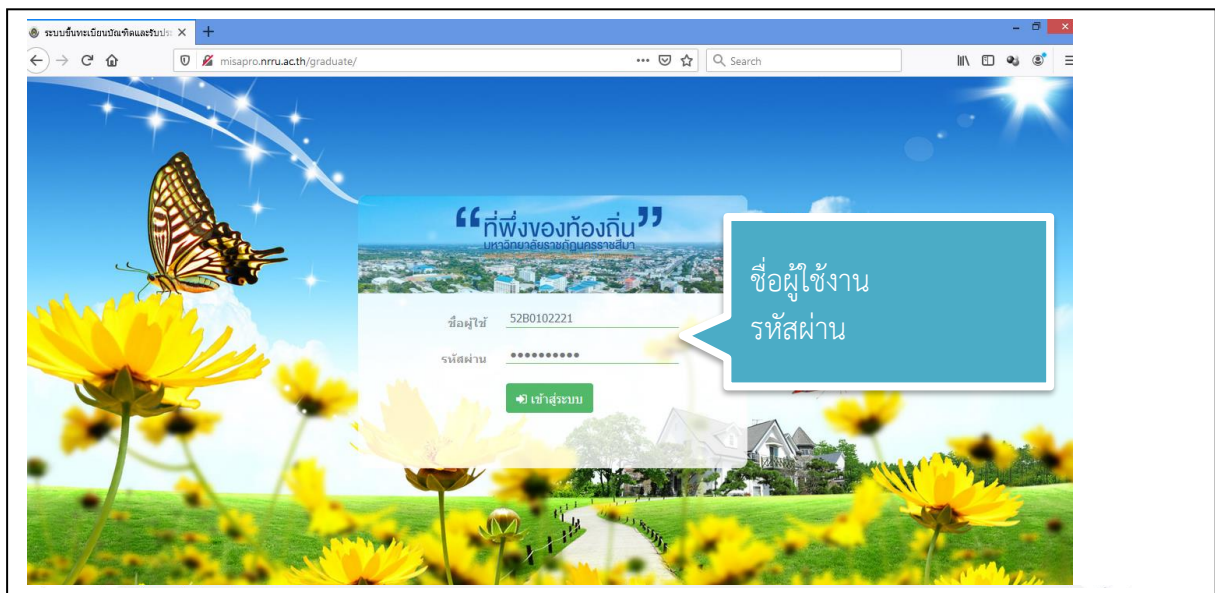 ระบบขึ้นทะเบียนบัณฑิตและรับประ
misapro.nrru.ac.th/graduate/
Search
“ที่พึ่งของท้องถิ่น”
มหาวิทยาลัยราชภัฏนครราชสีมา
ชื่อผู้ใช้ 52B0102221
รหัสผ่าน ••••••••••
เข้าสู่ระบบ
ชื่อผู้ใช้งาน
รหัสผ่าน